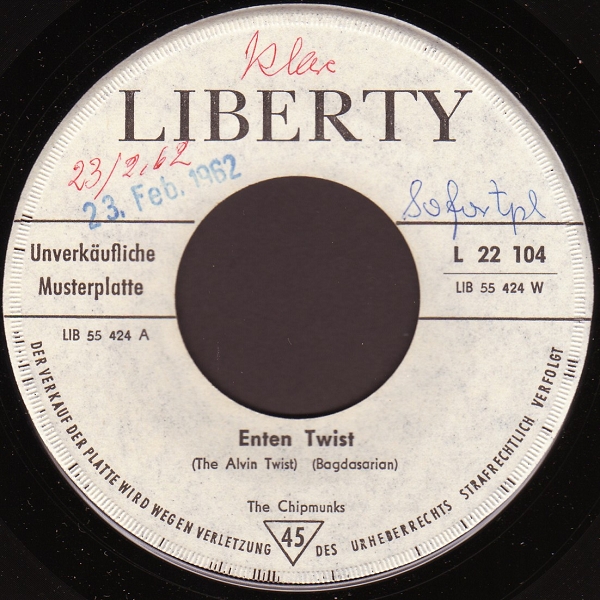 klar
LIBERTY
23/2.62
23. Feb. 1962
Sofortpl
Unverkäufliche
Musterplatte
L 22 104
LIB 55 424 W
LIB 55 424 A
Enten Twist
(The Alvin Twist) (Bagdasarian)
The Chipmunks
45
DER VERKAUF DER PLATTE WIRD WEGEN VERLETZUNG DES URHEBERRECHTS STRAFRECHTLICH VERFOLGT